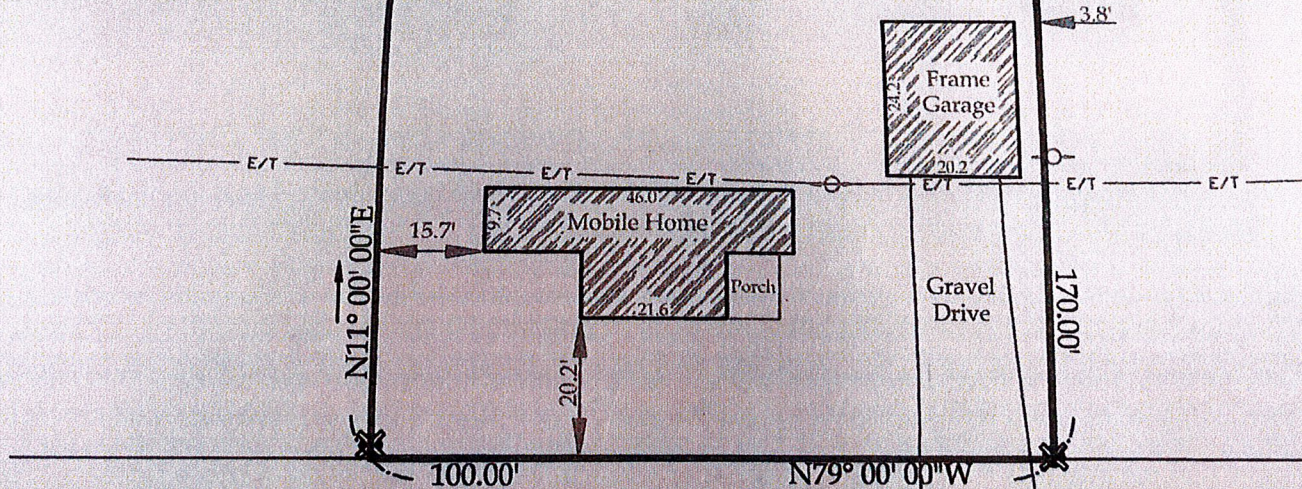 3.8'
Frame
Garage
24.2'
20.2
E/T E/T E/T E/T E/T E/T E/T
46.0'
9.7'
Mobile Home
15.7'
N11° 00' 00"E
Porch
21.6'
Gravel
Drive
170.00'
20.2'
100.00' N79° 00' 00"W